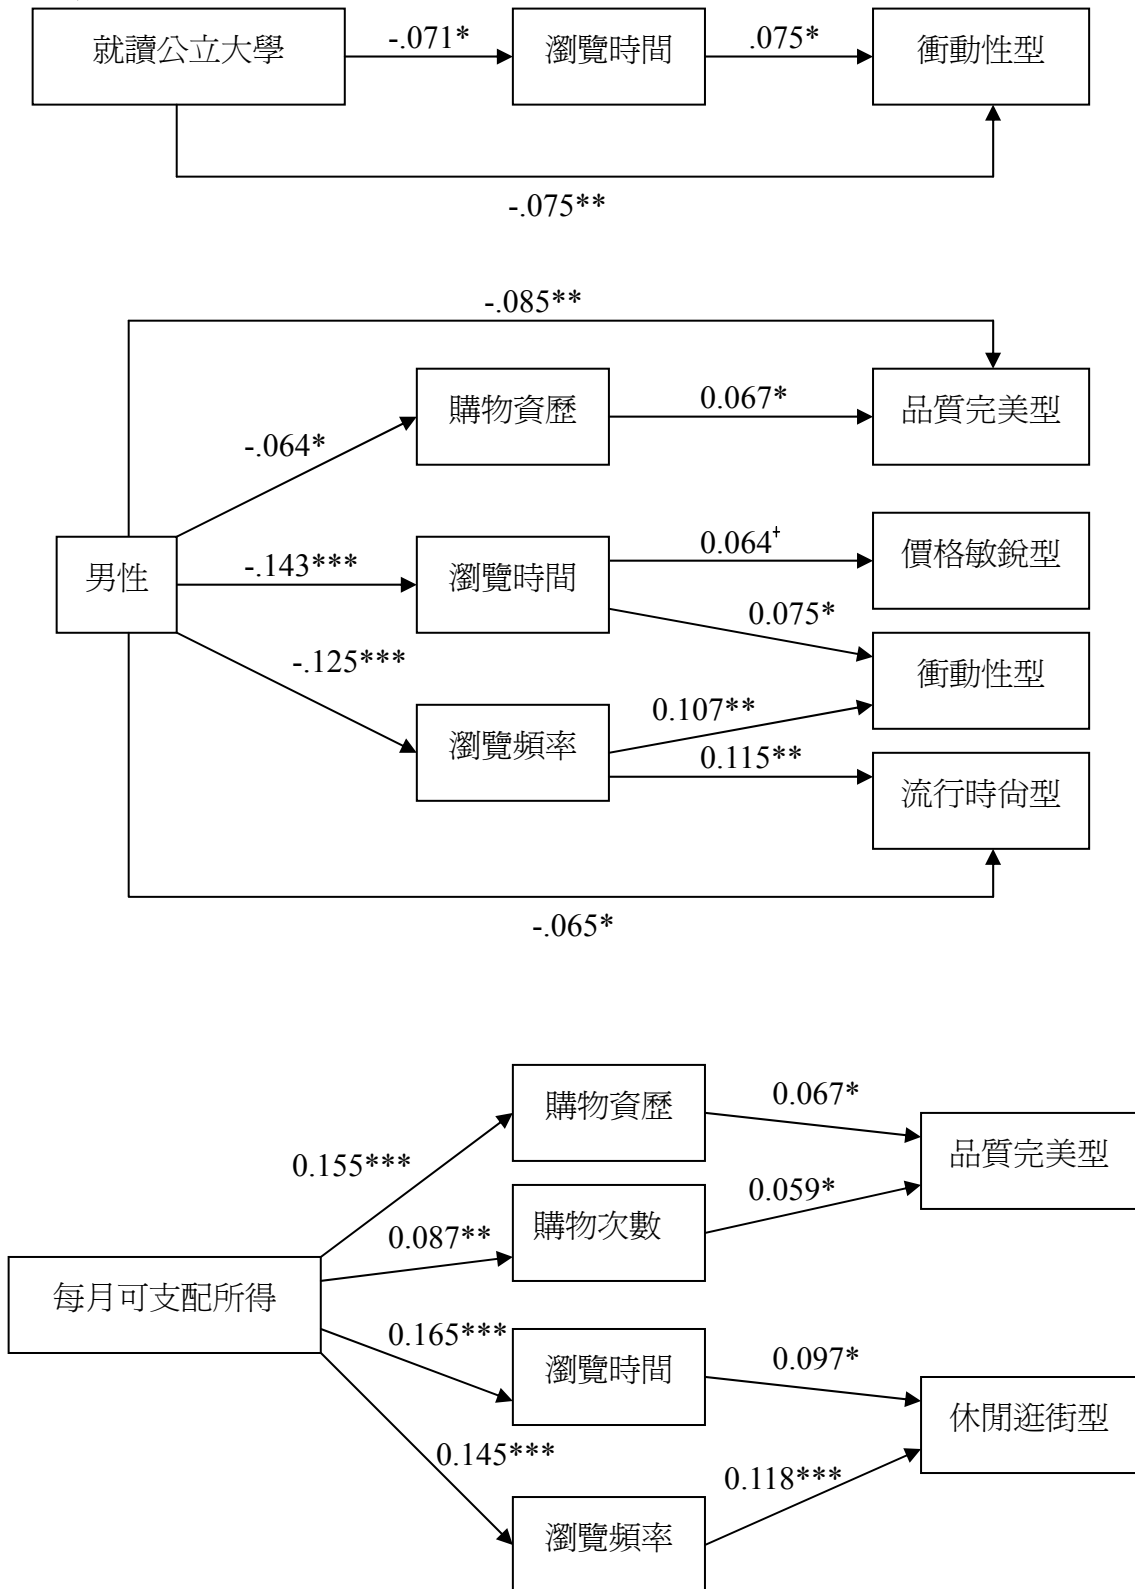 就讀公立大學
-.071*
瀏覽時間
.075*
衝動性型
-.075**
-.085**
購物資歷
0.067*
品質完美型
-.064*
男性
-.143***
瀏覽時間
0.064⁺
價格敏銳型
0.075*
衝動性型
-.125***
瀏覽頻率
0.107**
0.115**
流行時尚型
-.065*
購物資歷
0.067*
品質完美型
0.155***
購物次數
0.059*
0.087**
每月可支配所得
0.165***
瀏覽時間
0.097*
休閒逛街型
0.145***
0.118***
瀏覽頻率